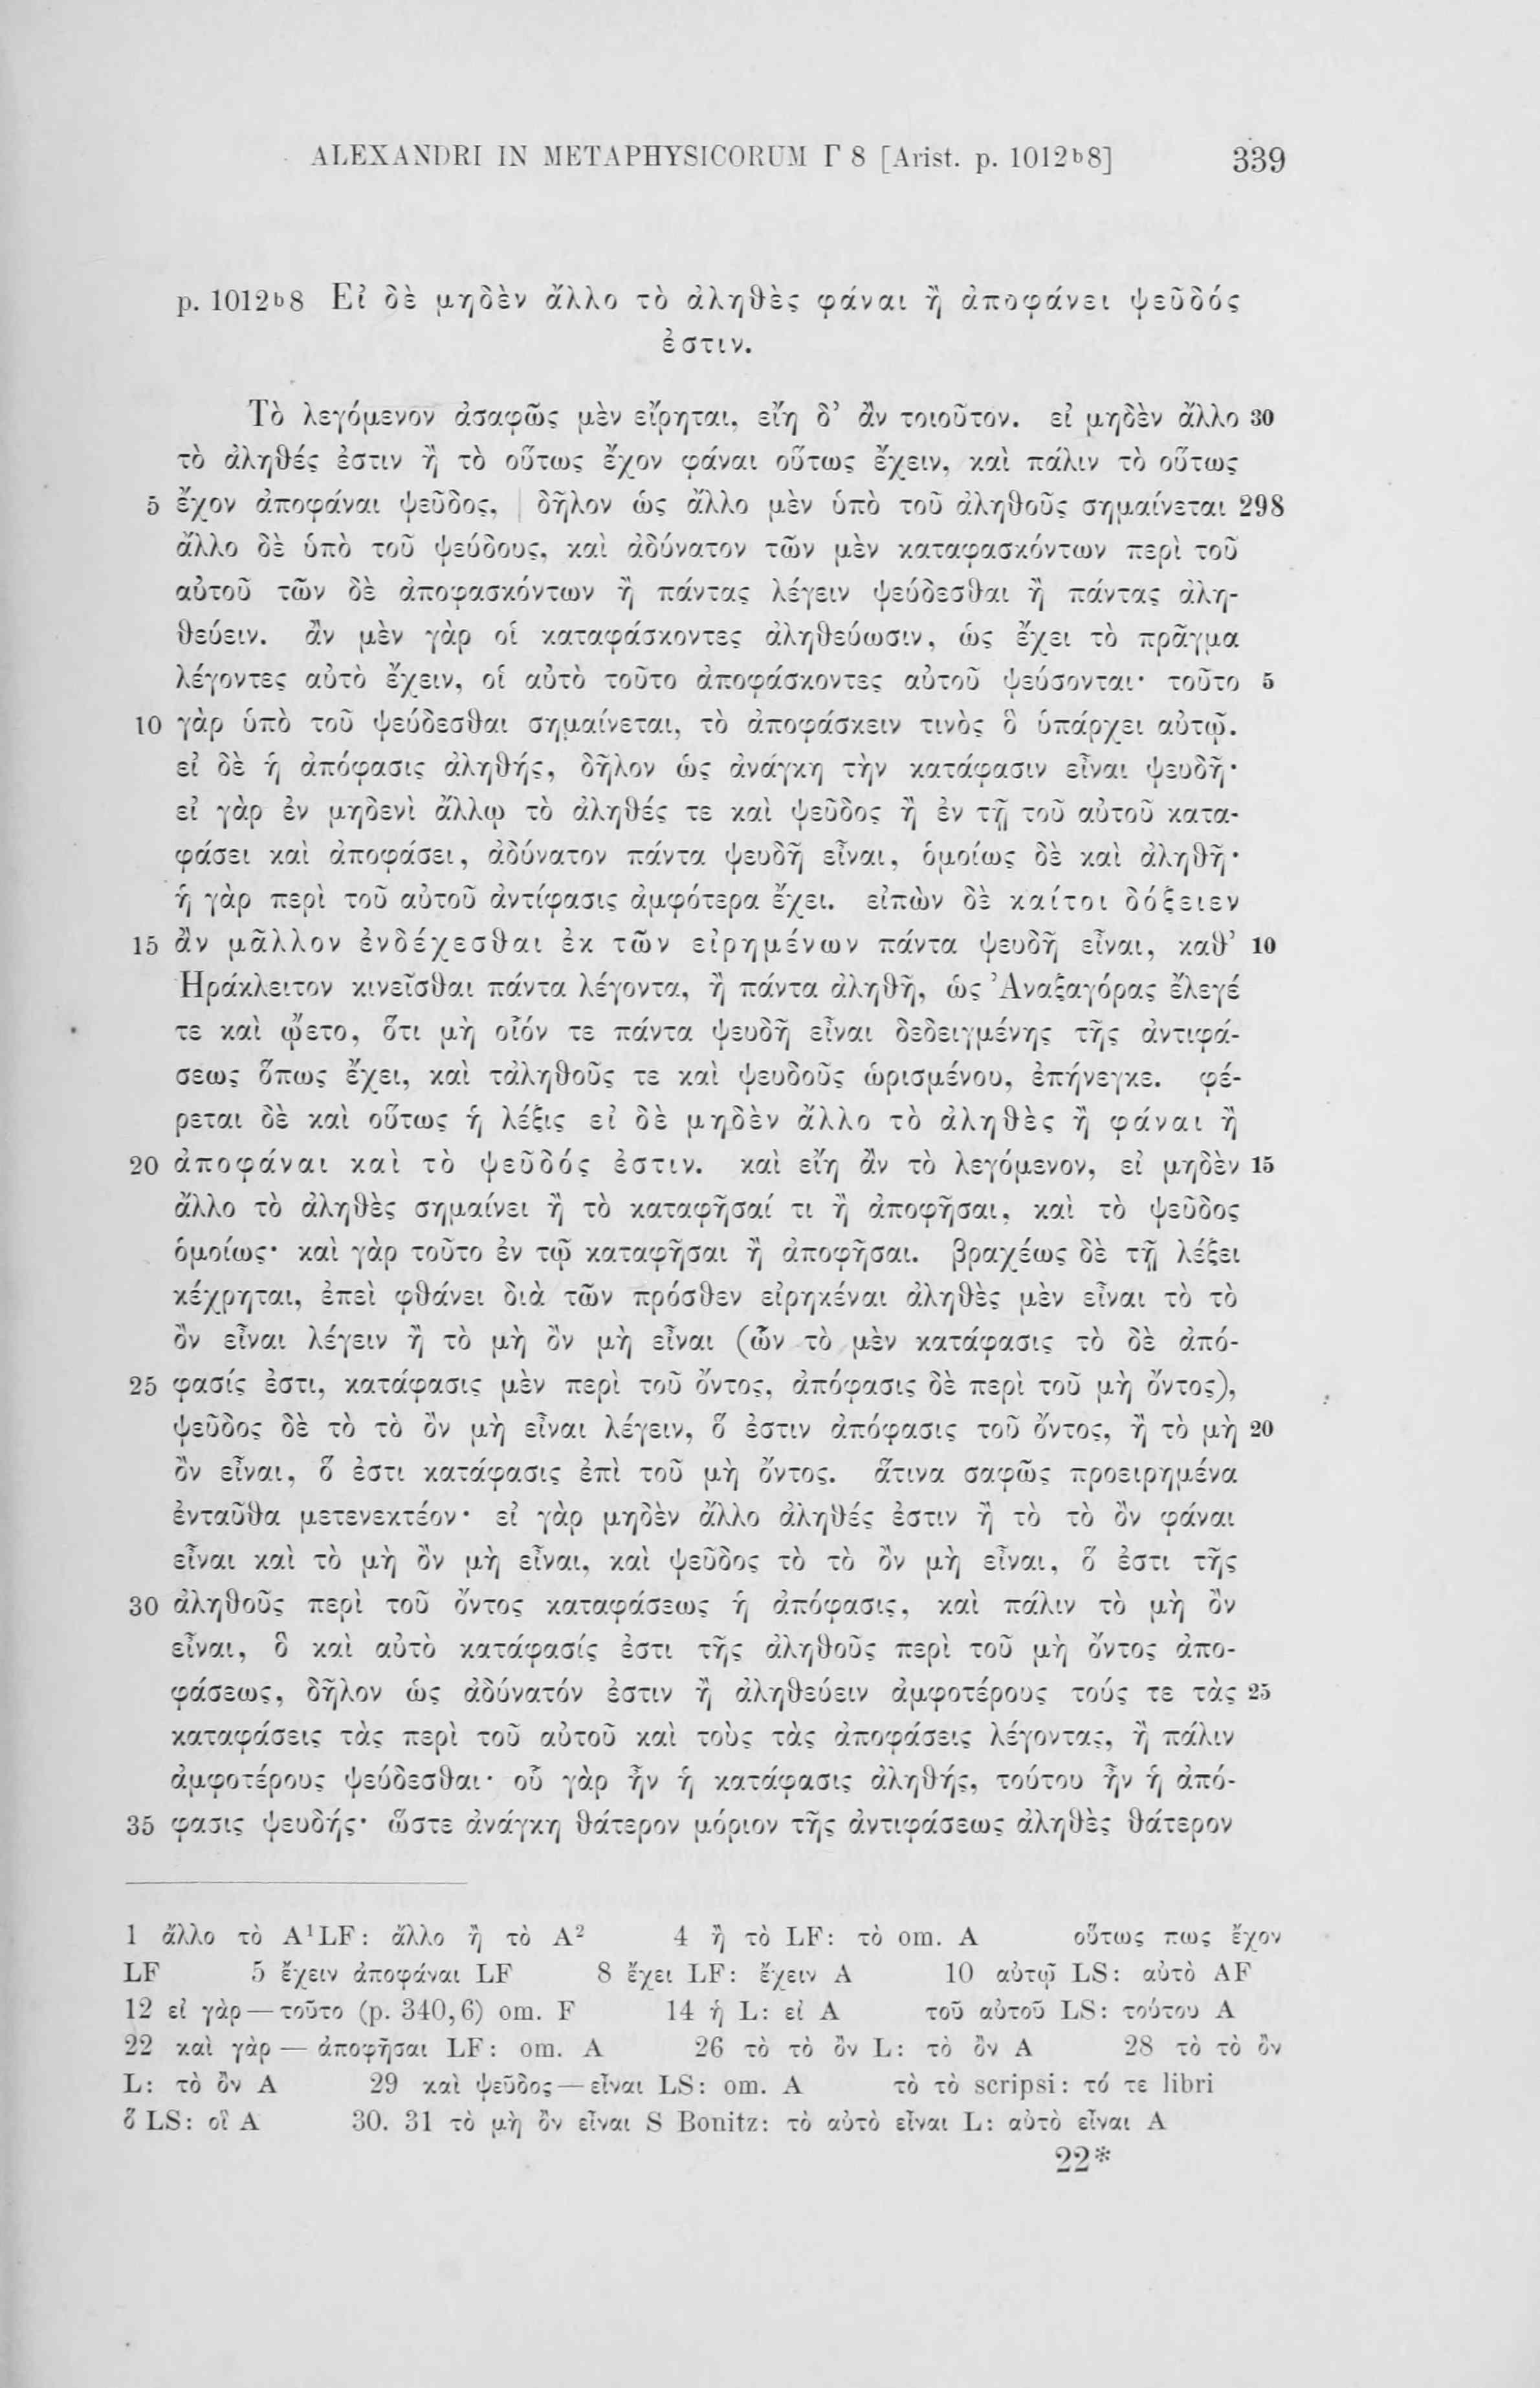 ALEXANDRI IN METAPHYSICORUM Γ 8 [Arist. p. 1012ᵇ8] 339
p. 1012ᵇ8 Εἰ δὲ μηδὲν ἄλλο τὸ ἀληθὲς φάναι ἢ ἀποφάνει ψεῦδός
ἐστιν.
Τὸ λεγόμενον ἀσαφῶς μὲν εἴρηται, εἴη δ’ ἂν τοιοῦτον. εἰ μηδὲν ἄλλο 30
τὸ ἀληθές ἐστιν ἢ τὸ οὕτως ἔχον φάναι οὕτως ἔχειν, καὶ πάλιν τὸ οὕτως
5 ἔχον ἀποφάναι ψεῦδος, | δῆλον ὡς ἄλλο μὲν ὑπὸ τοῦ ἀληθοῦς σημαίνεται 298
ἄλλο δὲ ὑπὸ τοῦ ψεύδους, καὶ ἀδύνατον τῶν μὲν καταφασκόντων περὶ τοῦ
αὐτοῦ τῶν δὲ ἀποφασκόντων ἢ πάντας λέγειν ψεύδεσθαι ἢ πάντας ἀλη-
θεύειν. ἂν μὲν γὰρ οἱ καταφάσκοντες ἀληθεύωσιν, ὡς ἔχει τὸ πρᾶγμα
λέγοντες αὐτὸ ἔχειν, οἱ αὐτὸ τοῦτο ἀποφάσκοντες αὐτοῦ ψεύσονται· τοῦτο 5
10 γὰρ ὑπὸ τοῦ ψεύδεσθαι σημαίνεται, τὸ ἀποφάσκειν τινὸς ὃ ὑπάρχει αὐτῷ.
εἰ δὲ ἡ ἀπόφασις ἀληθής, δῆλον ὡς ἀνάγκη τὴν κατάφασιν εἶναι ψευδῆ·
εἰ γὰρ ἐν μηδενὶ ἄλλῳ τὸ ἀληθές τε καὶ ψεῦδος ἢ ἐν τῇ τοῦ αὐτοῦ κατα-
φάσει καὶ ἀποφάσει, ἀδύνατον πάντα ψευδῆ εἶναι, ὁμοίως δὲ καὶ ἀληθῆ·
ἡ γὰρ περὶ τοῦ αὐτοῦ ἀντίφασις ἀμφότερα ἔχει. εἰπὼν δὲ καίτοι δόξειεν
15 ἂν μᾶλλον ἐνδέχεσθαι ἐκ τῶν εἰρημένων πάντα ψευδῆ εἶναι, καθ’ 10
Ἡράκλειτον κινεῖσθαι πάντα λέγοντα, ἢ πάντα ἀληθῆ, ὡς Ἀναξαγόρας ἔλεγέ
τε καὶ ᾤετο, ὅτι μὴ οἷόν τε πάντα ψευδῆ εἶναι δεδειγμένης τῆς ἀντιφά-
σεως ὅπως ἔχει, καὶ τἀληθοῦς τε καὶ ψευδοῦς ὡρισμένου, ἐπήνεγκε. φέ-
ρεται δὲ καὶ οὕτως ἡ λέξις εἰ δὲ μηδὲν ἄλλο τὸ ἀληθὲς ἢ φάναι ἢ
20 ἀποφάναι καὶ τὸ ψεῦδός ἐστιν. καὶ εἴη ἂν τὸ λεγόμενον, εἰ μηδὲν 15
ἄλλο τὸ ἀληθὲς σημαίνει ἢ τὸ καταφῆσαί τι ἢ ἀποφῆσαι, καὶ τὸ ψεῦδος
ὁμοίως· καὶ γὰρ τοῦτο ἐν τῷ καταφῆσαι ἢ ἀποφῆσαι. βραχέως δὲ τῇ λέξει
κέχρηται, ἐπεὶ φθάνει διὰ τῶν πρόσθεν εἰρηκέναι ἀληθὲς μὲν εἶναι τὸ τὸ
ὂν εἶναι λέγειν ἢ τὸ μὴ ὂν μὴ εἶναι (ὧν τὸ μὲν κατάφασις τὸ δὲ ἀπό-
25 φασίς ἐστι, κατάφασις μὲν περὶ τοῦ ὄντος, ἀπόφασις δὲ περὶ τοῦ μὴ ὄντος),
ψεῦδος δὲ τὸ τὸ ὂν μὴ εἶναι λέγειν, ὅ ἐστιν ἀπόφασις τοῦ ὄντος, ἢ τὸ μὴ 20
ὂν εἶναι, ὅ ἐστι κατάφασις ἐπὶ τοῦ μὴ ὄντος. ἅτινα σαφῶς προειρημένα
ἐνταῦθα μετενεκτέον· εἰ γὰρ μηδὲν ἄλλο ἀληθές ἐστιν ἢ τὸ τὸ ὂν φάναι
εἶναι καὶ τὸ μὴ ὂν μὴ εἶναι, καὶ ψεῦδος τὸ τὸ ὂν μὴ εἶναι, ὅ ἐστι τῆς
30 ἀληθοῦς περὶ τοῦ ὄντος καταφάσεως ἡ ἀπόφασις, καὶ πάλιν τὸ μὴ ὂν
εἶναι, ὃ καὶ αὐτὸ κατάφασίς ἐστι τῆς ἀληθοῦς περὶ τοῦ μὴ ὄντος ἀπο-
φάσεως, δῆλον ὡς ἀδύνατόν ἐστιν ἢ ἀληθεύειν ἀμφοτέρους τούς τε τὰς 25
καταφάσεις τὰς περὶ τοῦ αὐτοῦ καὶ τοὺς τὰς ἀποφάσεις λέγοντας, ἢ πάλιν
ἀμφοτέρους ψεύδεσθαι· οὗ γὰρ ἦν ἡ κατάφασις ἀληθής, τούτου ἦν ἡ ἀπό-
35 φασις ψευδής· ὥστε ἀνάγκη θάτερον μόριον τῆς ἀντιφάσεως ἀληθὲς θάτερον
1 ἄλλο τὸ A¹LF: ἄλλο ἢ τὸ A² 4 ἢ τὸ LF: τὸ om. A οὕτως πως ἔχον
LF 5 ἔχειν ἀποφάναι LF 8 ἔχει LF: ἔχειν A 10 αὐτῷ LS: αὐτὸ AF
12 εἰ γὰρ — τοῦτο (p. 340,6) om. F 14 ἡ L: εἰ A τοῦ αὐτοῦ LS: τούτου A
22 καὶ γὰρ — ἀποφῆσαι LF: om. A 26 τὸ τὸ ὂν L: τὸ ὂν A 28 τὸ τὸ ὂν
L: τὸ ὂν A 29 καὶ ψεῦδος — εἶναι LS: om. A τὸ τὸ scripsi: τό τε libri
ὅ LS: οἳ A 30. 31 τὸ μὴ ὂν εἶναι S Bonitz: τὸ αὐτὸ εἶναι L: αὐτὸ εἶναι A
22*